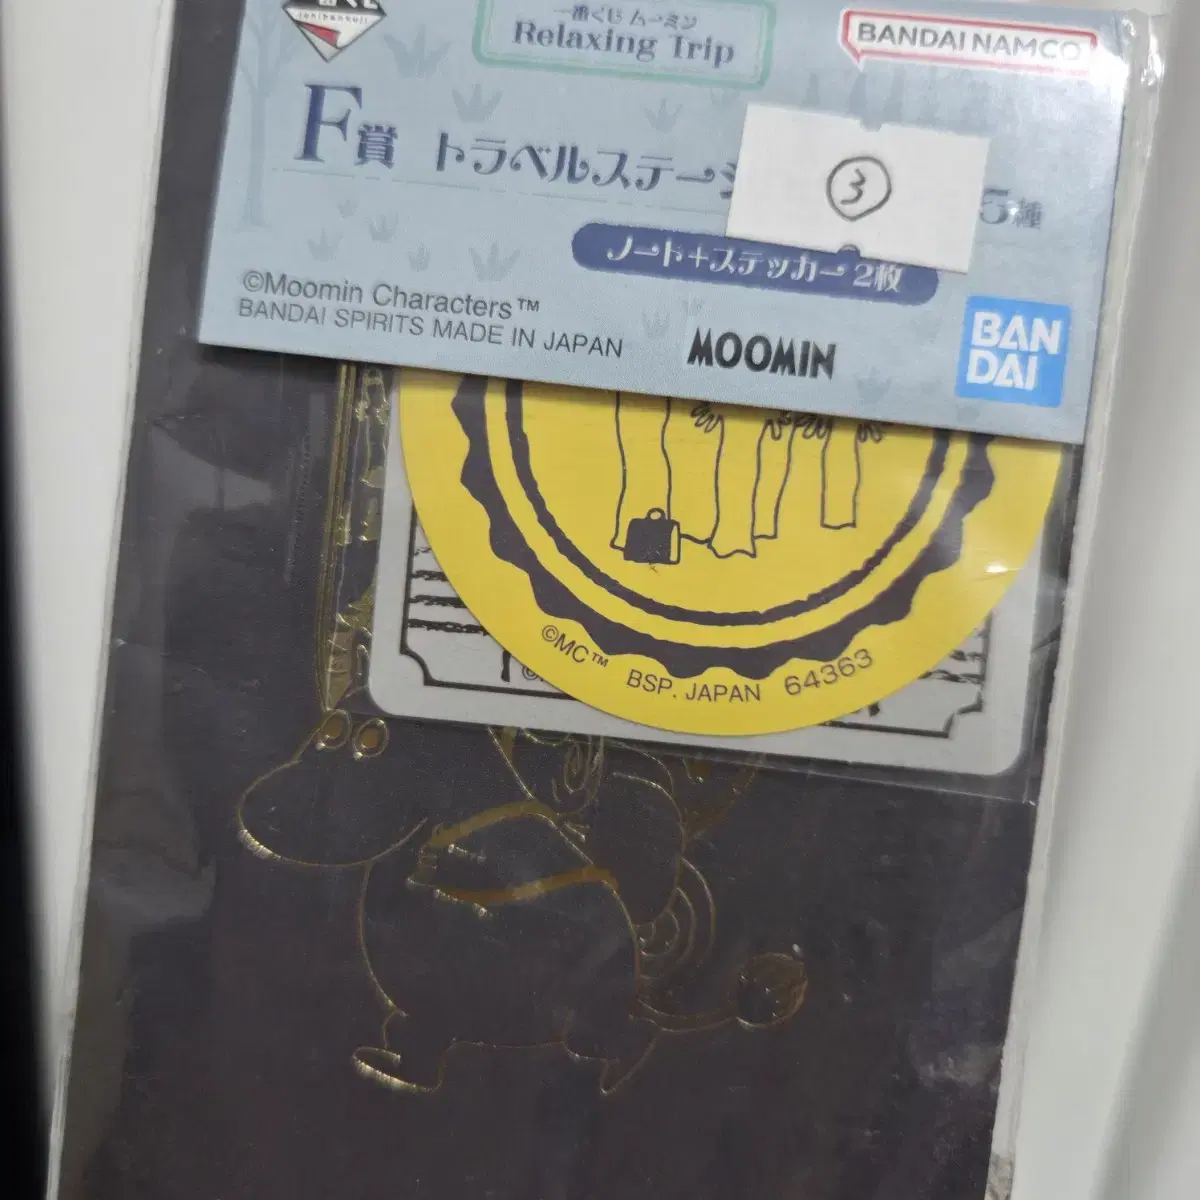 ichibankuji
一番くじ ムーミン
Relaxing Trip
BANDAI NAMCO
F賞 トラベルステーシ
5種
③
ノート+ステッカー2枚
©Moomin Characters™
BANDAI SPIRITS MADE IN JAPAN
MOOMIN
BAN
DAI
©MC™ BSP. JAPAN 64363